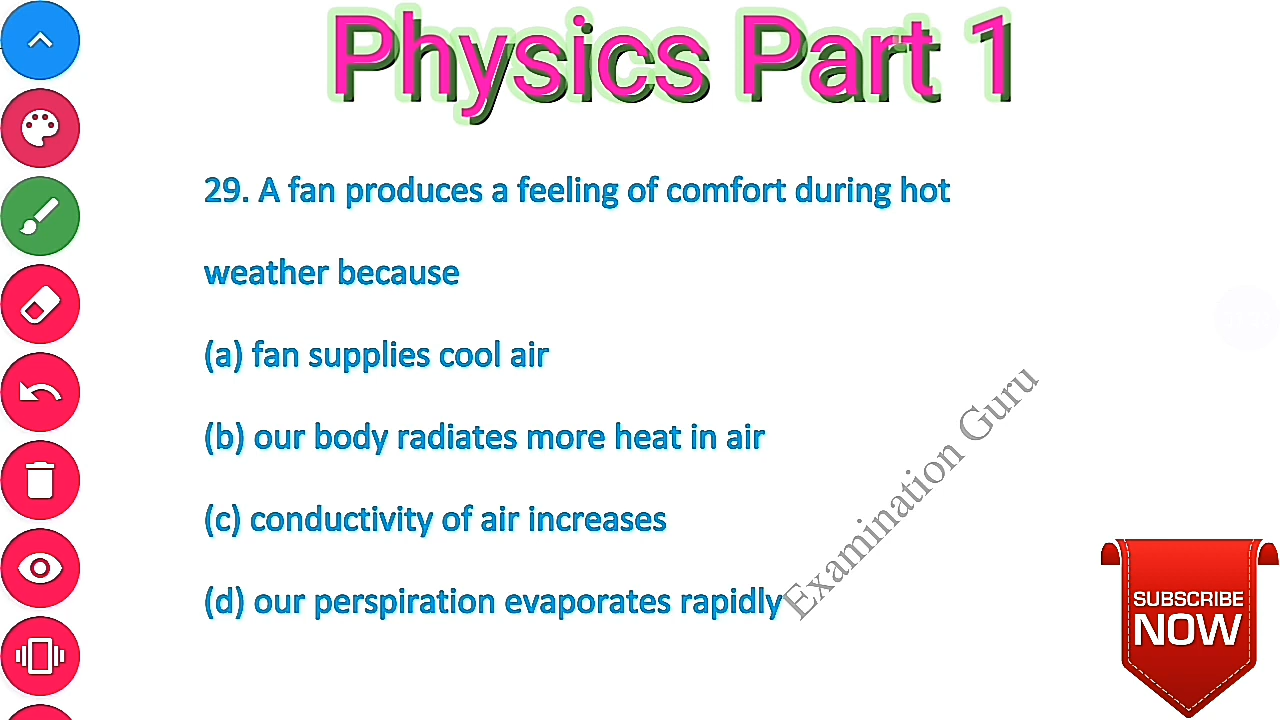 Physics Part 1
29. A fan produces a feeling of comfort during hot
weather because
(a) fan supplies cool air
(b) our body radiates more heat in air
(c) conductivity of air increases
(d) our perspiration evaporates rapidly
Examination Guru
SUBSCRIBE
NOW